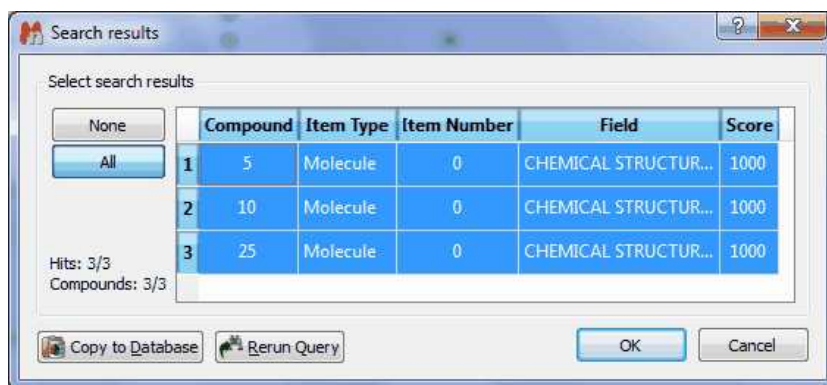 Search results
Select search results
None
All
Compound Item Type Item Number Field Score
1 5 Molecule 0 CHEMICAL STRUCTUR... 1000
2 10 Molecule 0 CHEMICAL STRUCTUR... 1000
3 25 Molecule 0 CHEMICAL STRUCTUR... 1000
Hits: 3/3
Compounds: 3/3
Copy to Database Rerun Query OK Cancel